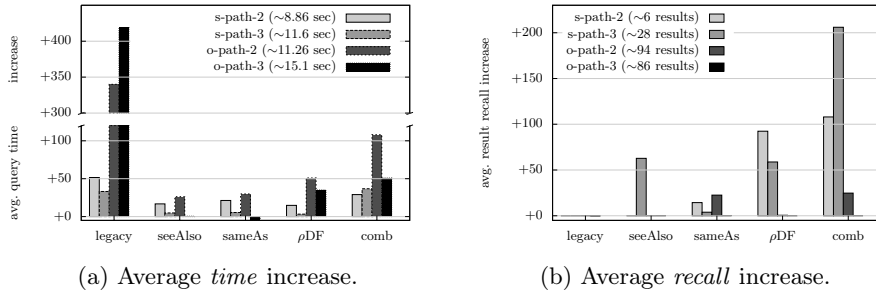 avg. query time increase
+400
+350
+300
+100
+50
+0
s-path-2 (~8.86 sec)
s-path-3 (~11.6 sec)
o-path-2 (~11.26 sec)
o-path-3 (~15.1 sec)
legacy seeAlso sameAs ρDF comb
(a) Average time increase.
avg. result recall increase
+200
+150
+100
+50
+0
s-path-2 (~6 results)
s-path-3 (~28 results)
o-path-2 (~94 results)
o-path-3 (~86 results)
legacy seeAlso sameAs ρDF comb
(b) Average recall increase.